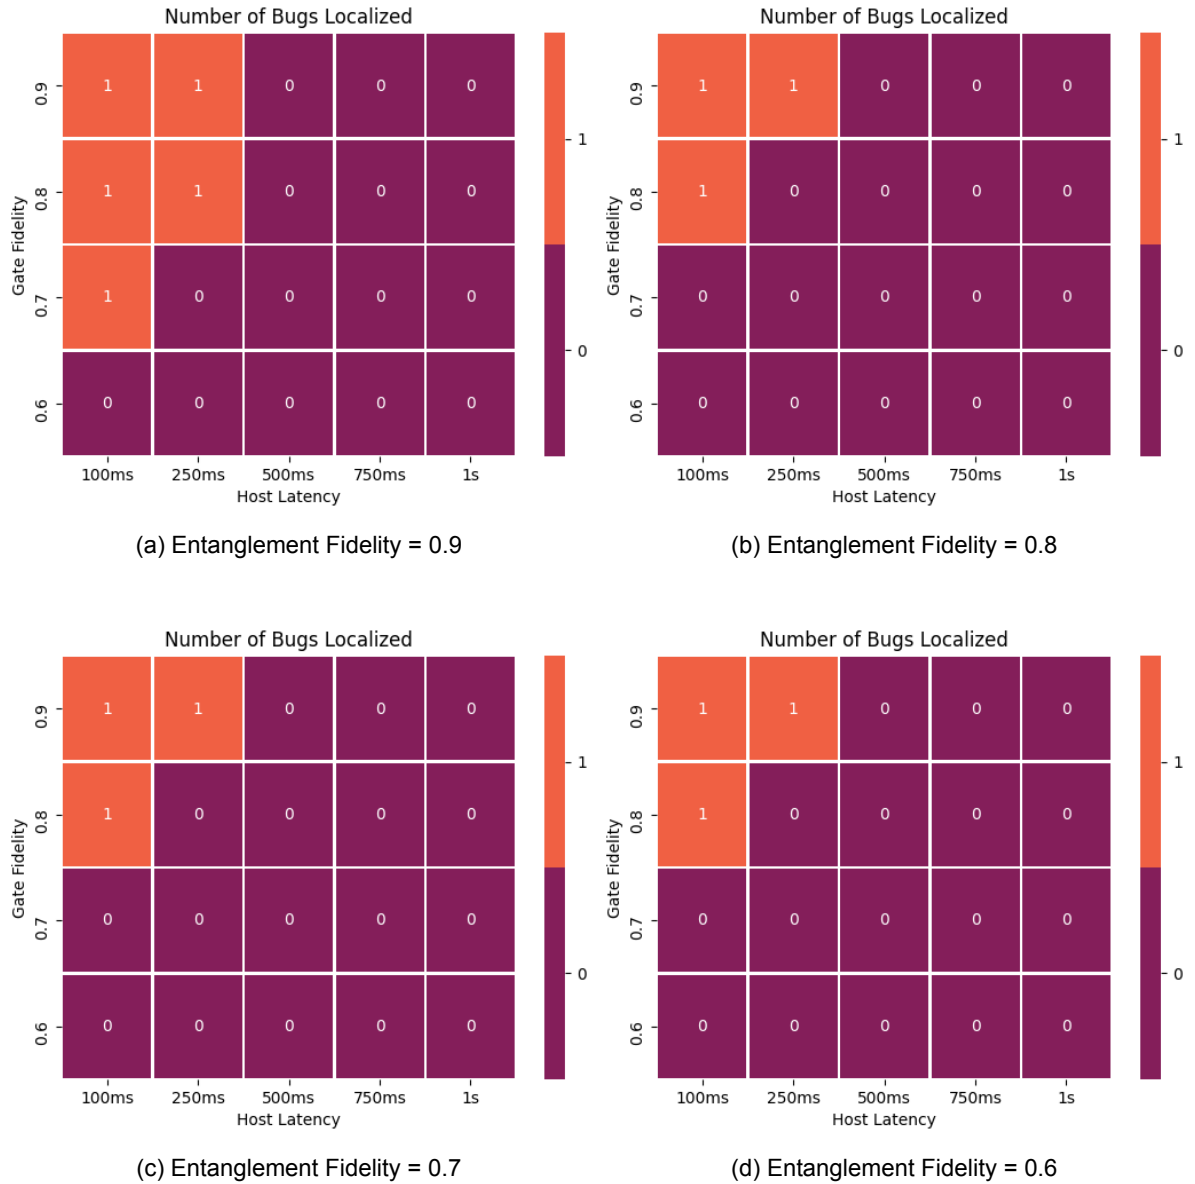 Number of Bugs Localized
0.9 1 1 0 0 0
0.8 1 1 0 0 0 1
0.7 1 0 0 0 0
0.6 0 0 0 0 0 0
Gate Fidelity
100ms 250ms 500ms 750ms 1s
Host Latency
(a) Entanglement Fidelity = 0.9
Number of Bugs Localized
0.9 1 1 0 0 0
0.8 1 0 0 0 0 1
0.7 0 0 0 0 0
0.6 0 0 0 0 0 0
Gate Fidelity
100ms 250ms 500ms 750ms 1s
Host Latency
(b) Entanglement Fidelity = 0.8
Number of Bugs Localized
0.9 1 1 0 0 0
0.8 1 0 0 0 0 1
0.7 0 0 0 0 0
0.6 0 0 0 0 0 0
Gate Fidelity
100ms 250ms 500ms 750ms 1s
Host Latency
(c) Entanglement Fidelity = 0.7
Number of Bugs Localized
0.9 1 1 0 0 0
0.8 1 0 0 0 0 1
0.7 0 0 0 0 0
0.6 0 0 0 0 0 0
Gate Fidelity
100ms 250ms 500ms 750ms 1s
Host Latency
(d) Entanglement Fidelity = 0.6